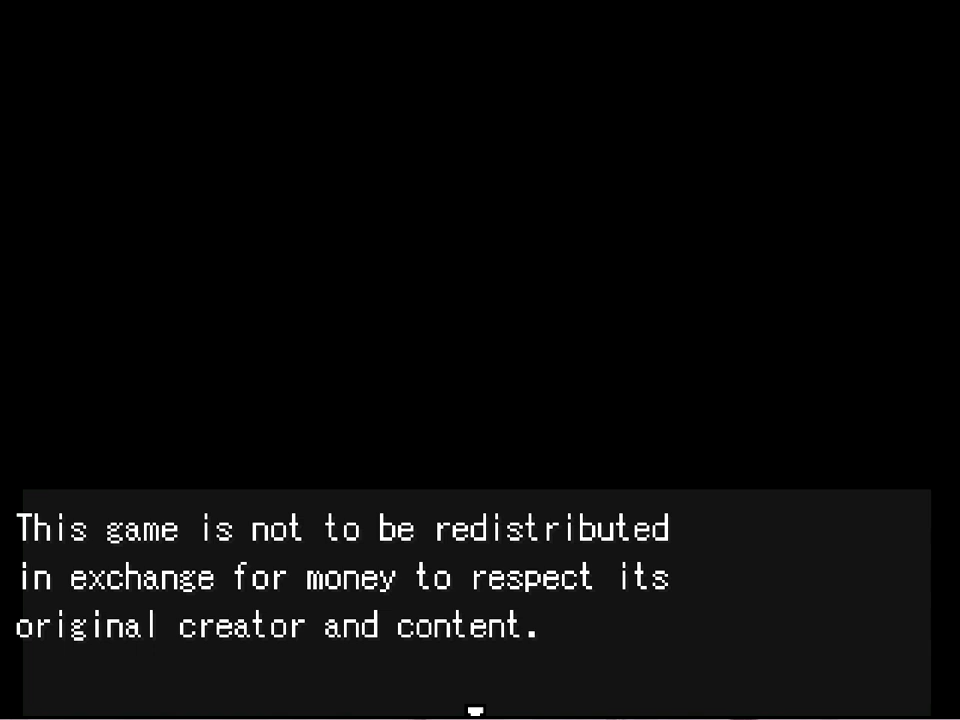 This game is not to be redistributed
in exchange for money to respect its
original creator and content.